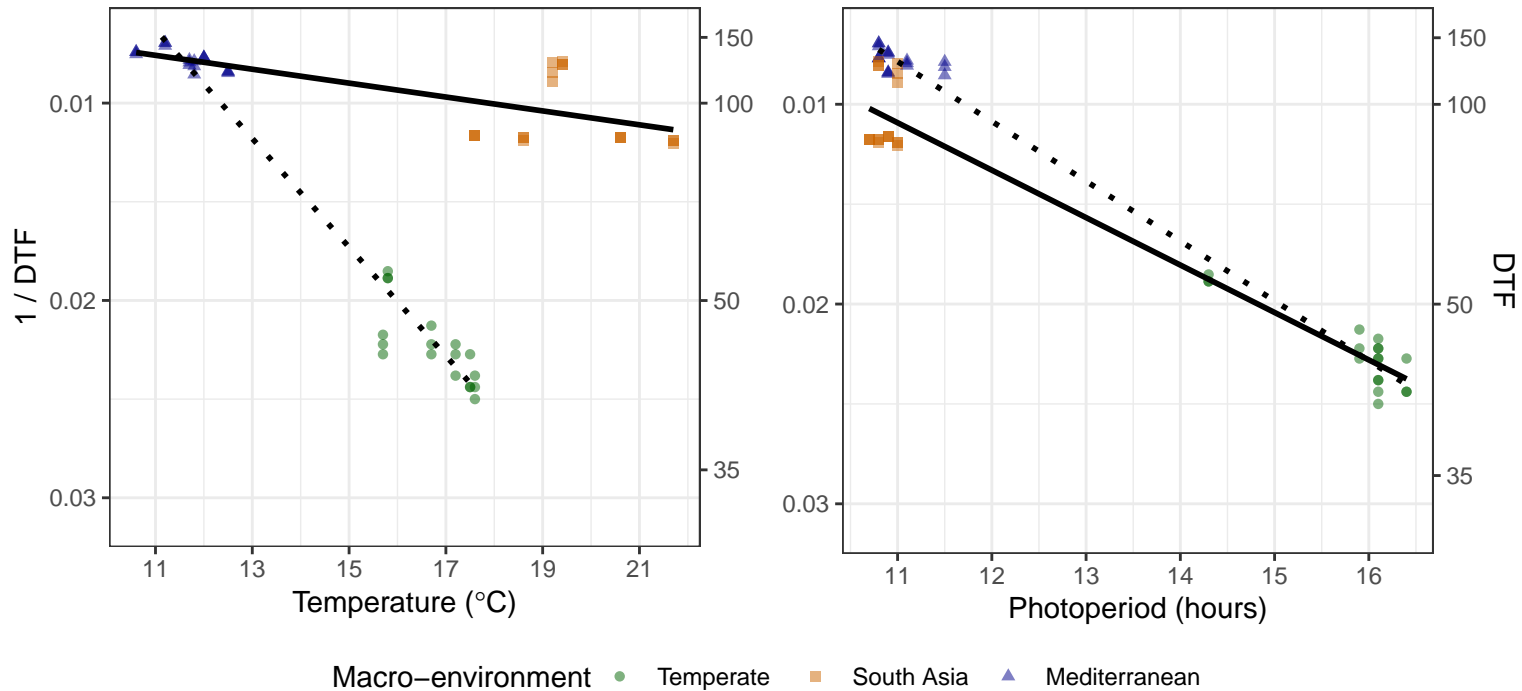 1 / DTF
0.01
0.02
0.03
150
100
50
35
11 13 15 17 19 21
Temperature (°C)
0.01
0.02
0.03
150
100
50
35
DTF
11 12 13 14 15 16
Photoperiod (hours)
Macro−environment Temperate South Asia Mediterranean